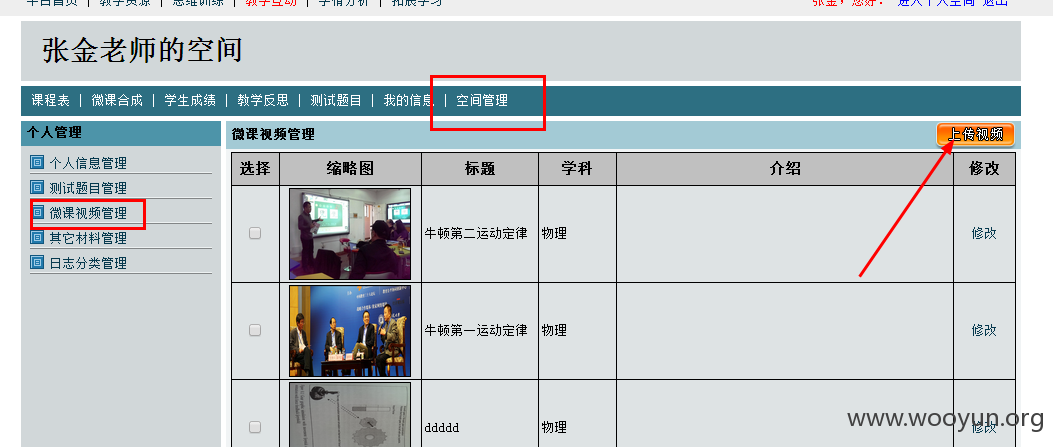 平台首页 | 教学资源 | 思维训练 | 教学互动 | 学情分析 | 拓展学习 张金,您好： 进入个人空间 退出
张金老师的空间
课程表 | 微课合成 | 学生成绩 | 教学反思 | 测试题目 | 我的信息 | 空间管理
个人管理
个人信息管理
测试题目管理
微课视频管理
其它材料管理
日志分类管理
微课视频管理 上传视频
选择 缩略图 标题 学科 介绍 修改
牛顿第二运动定律 物理 修改
牛顿第一运动定律 物理 修改
ddddd 物理 修改
www.wooyun.org